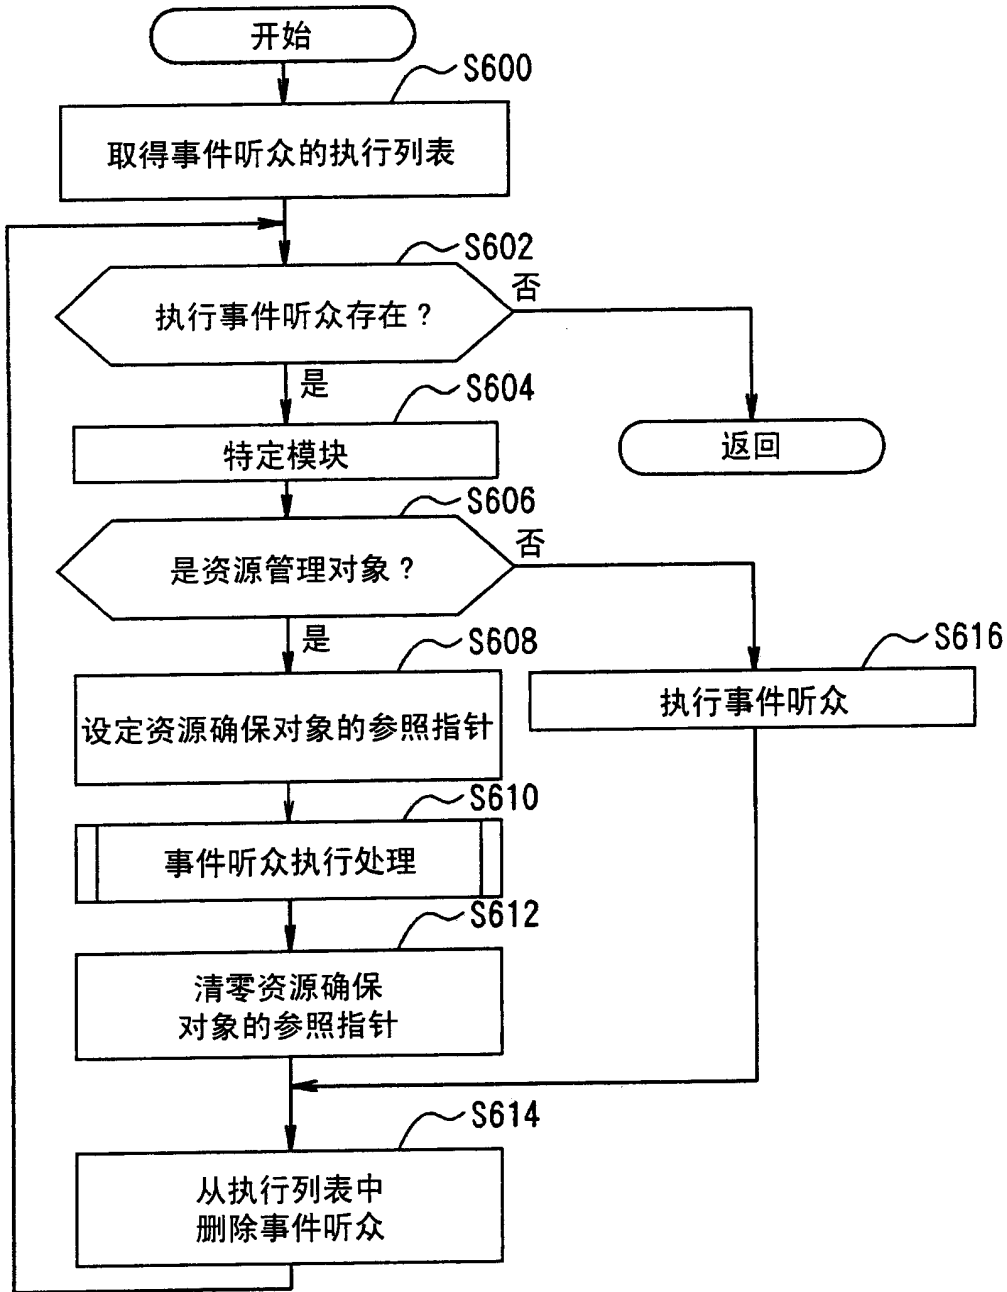 开始
S600
取得事件听众的执行列表
S602
执行事件听众存在？
否
是
返回
S604
特定模块
S606
是资源管理对象？
否
是
S608
设定资源确保对象的参照指针
S616
执行事件听众
S610
事件听众执行处理
S612
清零资源确保
对象的参照指针
S614
从执行列表中
删除事件听众